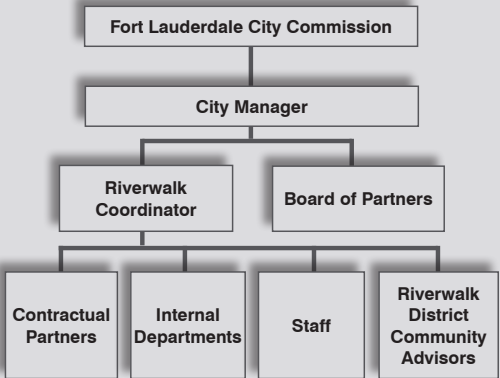 Fort Lauderdale City Commission
City Manager
Riverwalk
Coordinator
Board of Partners
Contractual
Partners
Internal
Departments
Staff
Riverwalk
District
Community
Advisors